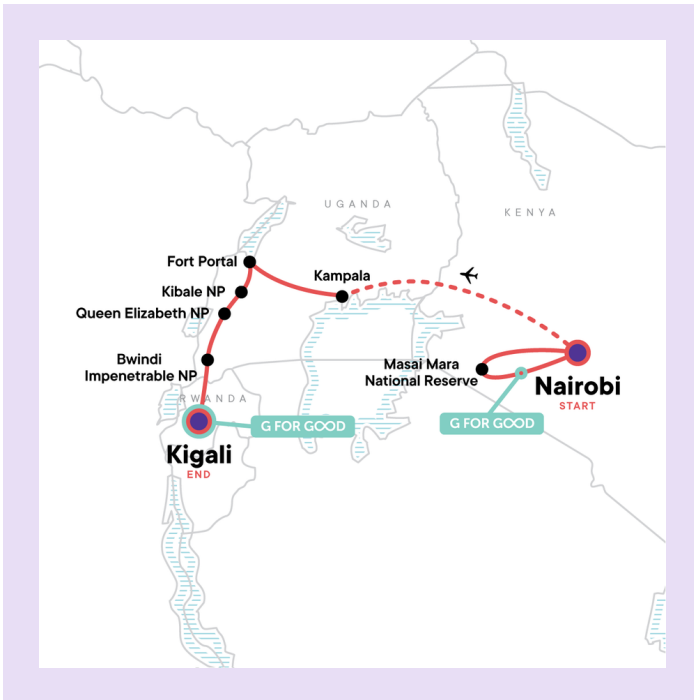 UGANDA
KENYA
Fort Portal
Kampala
Kibale NP
Queen Elizabeth NP
Bwindi
Impenetrable NP
Masai Mara
National Reserve
Nairobi
START
RWANDA
G FOR GOOD
G FOR GOOD
Kigali
END